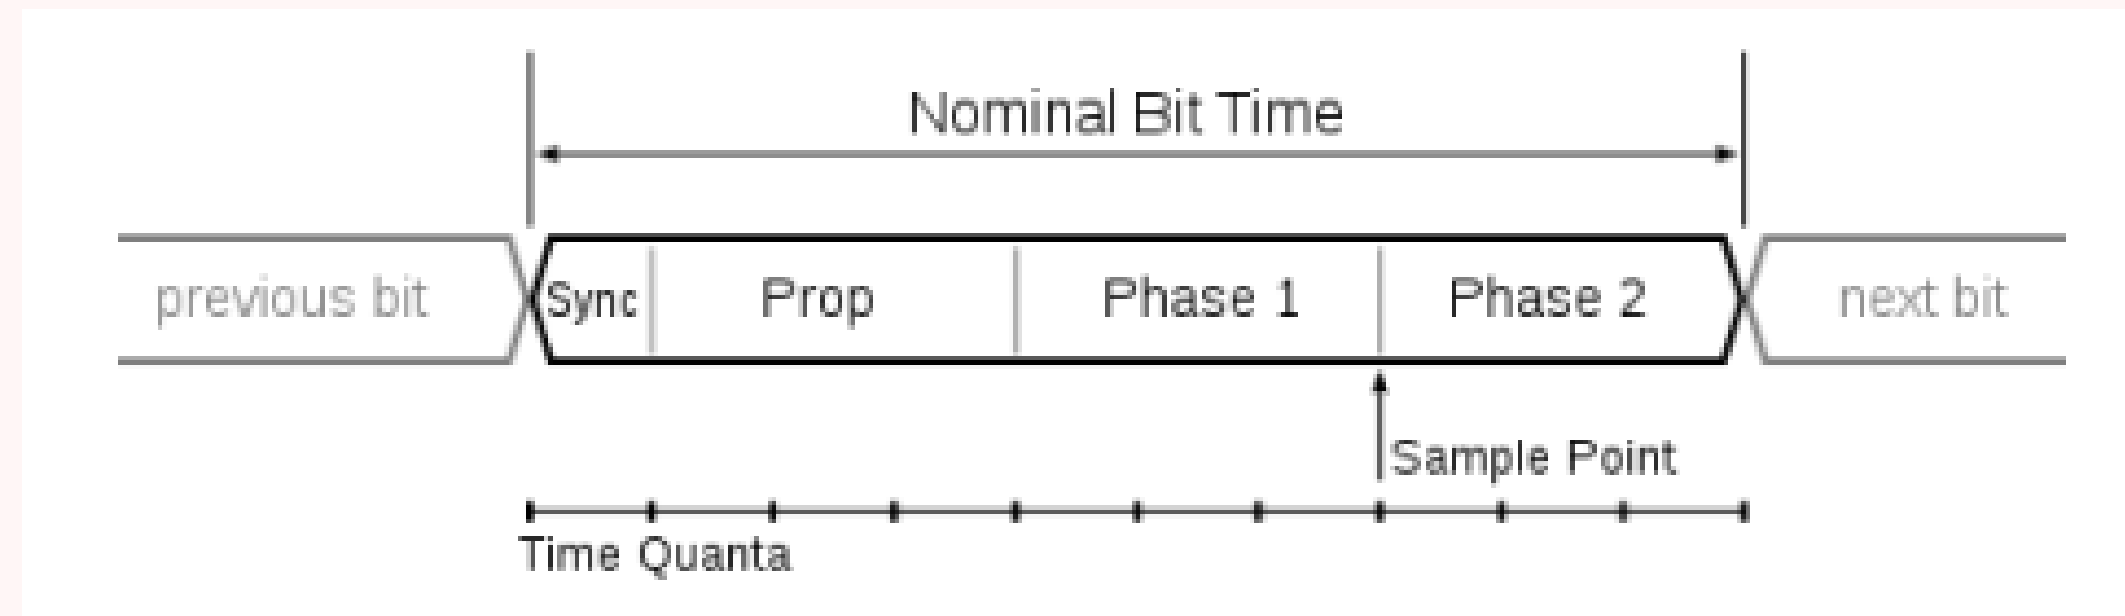 Nominal Bit Time
previous bit Sync Prop Phase 1 Phase 2 next bit
Sample Point
Time Quanta